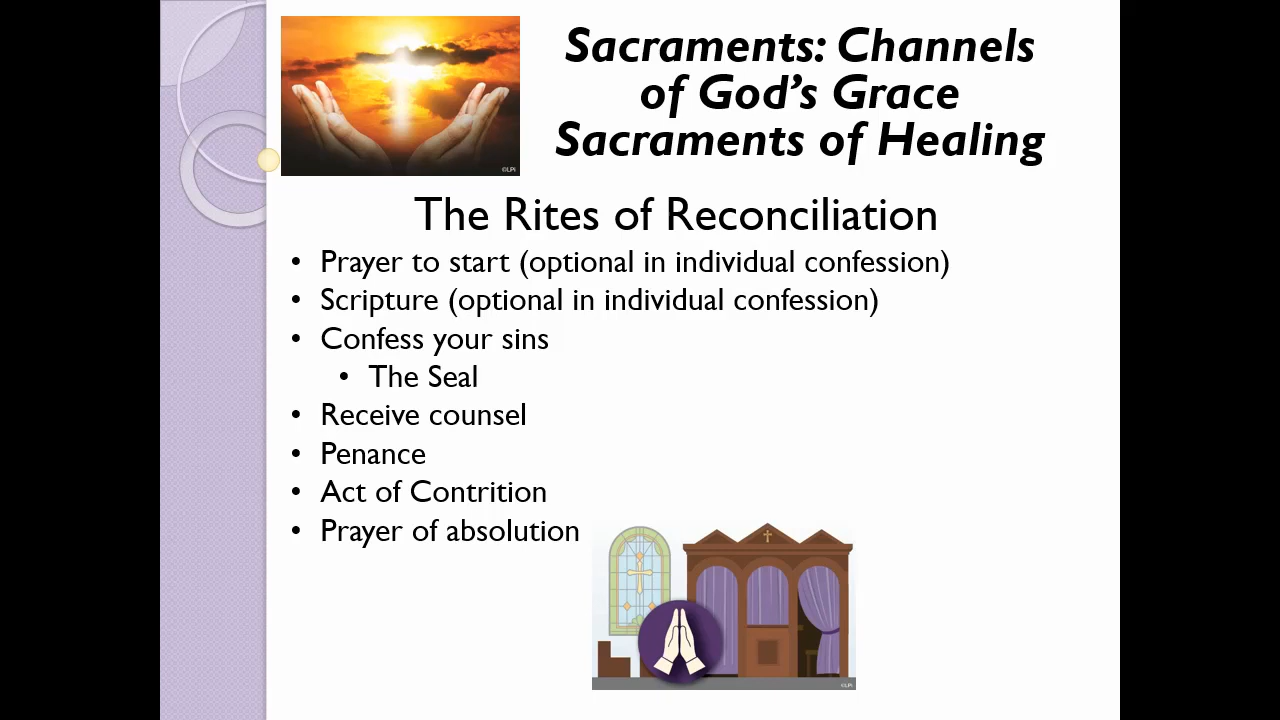 Sacraments: Channels
of God’s Grace
Sacraments of Healing
©LPi
The Rites of Reconciliation
• Prayer to start (optional in individual confession)
• Scripture (optional in individual confession)
• Confess your sins
• The Seal
• Receive counsel
• Penance
• Act of Contrition
• Prayer of absolution
©LPi